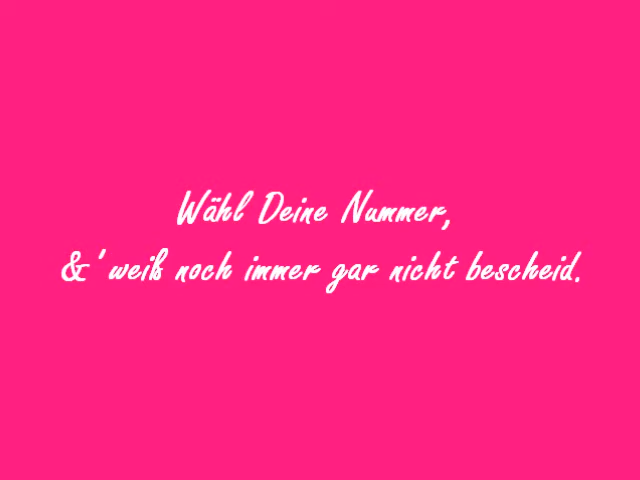 Wähl Deine Nummer,
&' weiß noch immer gar nicht bescheid.